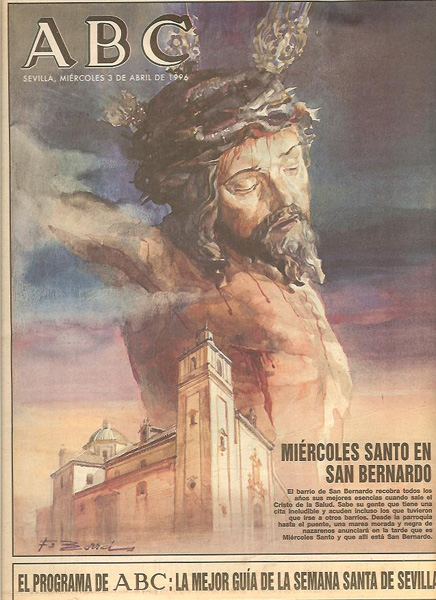 ABC
SEVILLA, MIÉRCOLES 3 DE ABRIL DE 1996
MIÉRCOLES SANTO EN
SAN BERNARDO
El barrio de San Bernardo recobra todos los
años sus mejores esencias cuando sale el
Cristo de la Salud. Sabe su gente que tiene una
cita ineludible y acuden incluso los que tuvieron
que irse a otros barrios. Desde la parroquia
hasta el puente, una marea morada y negra de
nazarenos anunciará en la tarde que es
Miércoles Santo y que allí está San Bernardo.
EL PROGRAMA DE ABC: LA MEJOR GUÍA DE LA SEMANA SANTA DE SEVILLA